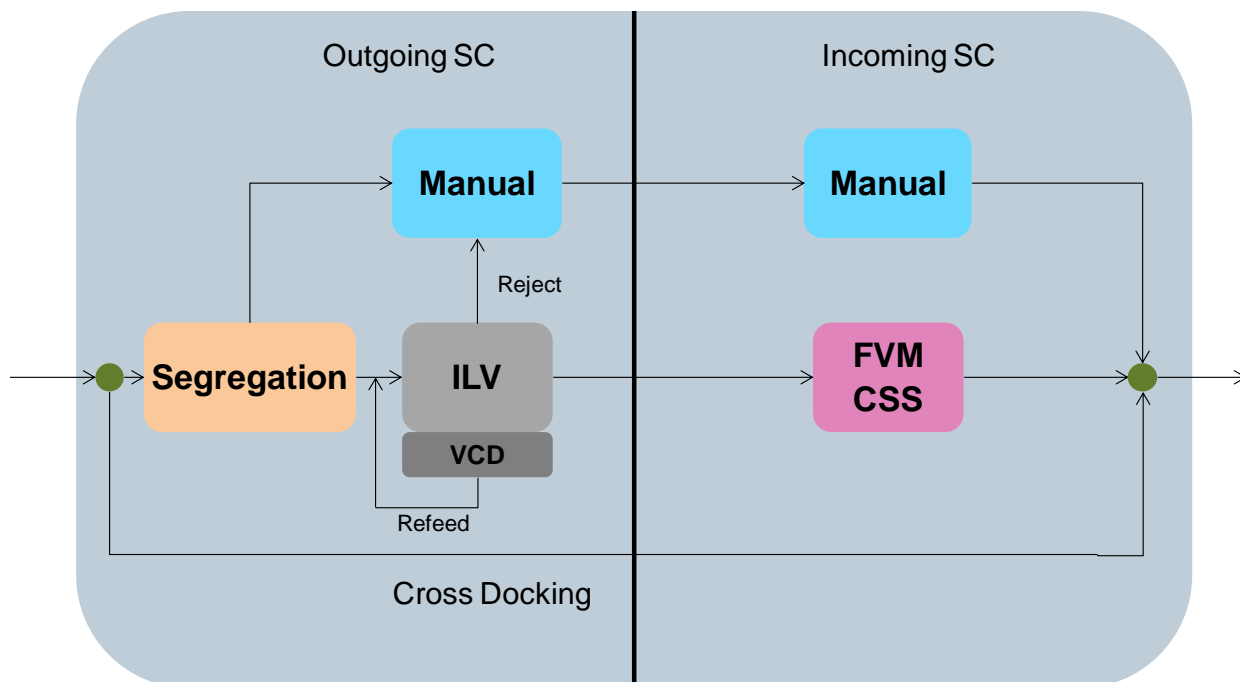 Outgoing SC
Incoming SC
Manual
Manual
Reject
Segregation
ILV
FVM
CSS
VCD
Refeed
Cross Docking